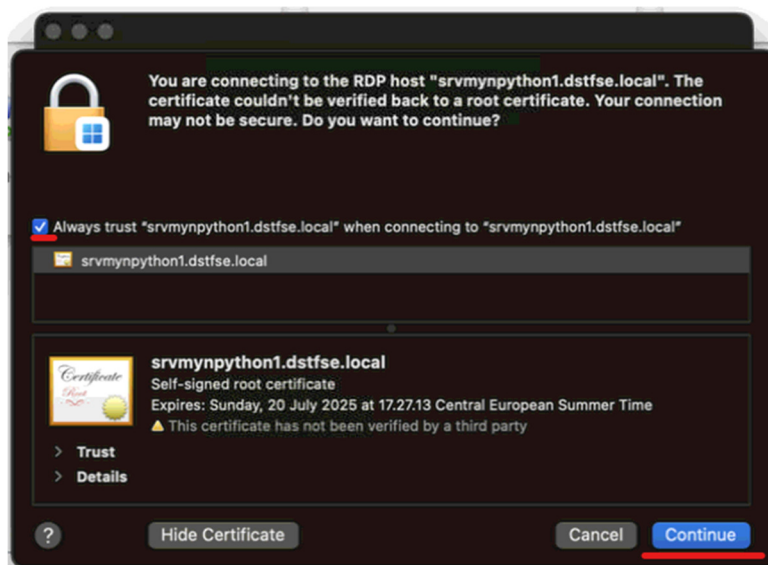 You are connecting to the RDP host "srvmynpython1.dstfse.local". The
certificate couldn't be verified back to a root certificate. Your connection
may not be secure. Do you want to continue?
Always trust “srvmynpython1.dstfse.local” when connecting to “srvmynpython1.dstfse.local”
srvmynpython1.dstfse.local
Certificate
Root
srvmynpython1.dstfse.local
Self-signed root certificate
Expires: Sunday, 20 July 2025 at 17.27.13 Central European Summer Time
This certificate has not been verified by a third party
Trust
Details
?
Hide Certificate
Cancel
Continue